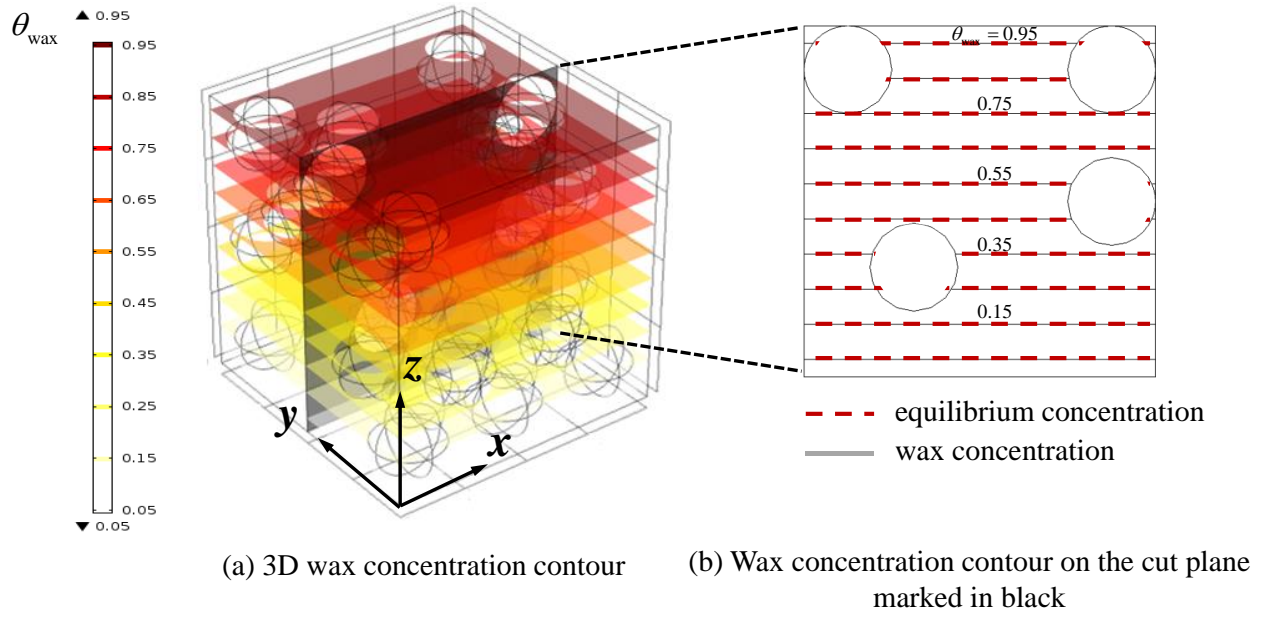 θwax
▲ 0.95
0.95
0.85
0.75
0.65
0.55
0.45
0.35
0.25
0.15
0.05
▼ 0.05
z
y
x
(a) 3D wax concentration contour
θwax = 0.95
0.75
0.55
0.35
0.15
equilibrium concentration
wax concentration
(b) Wax concentration contour on the cut plane
marked in black